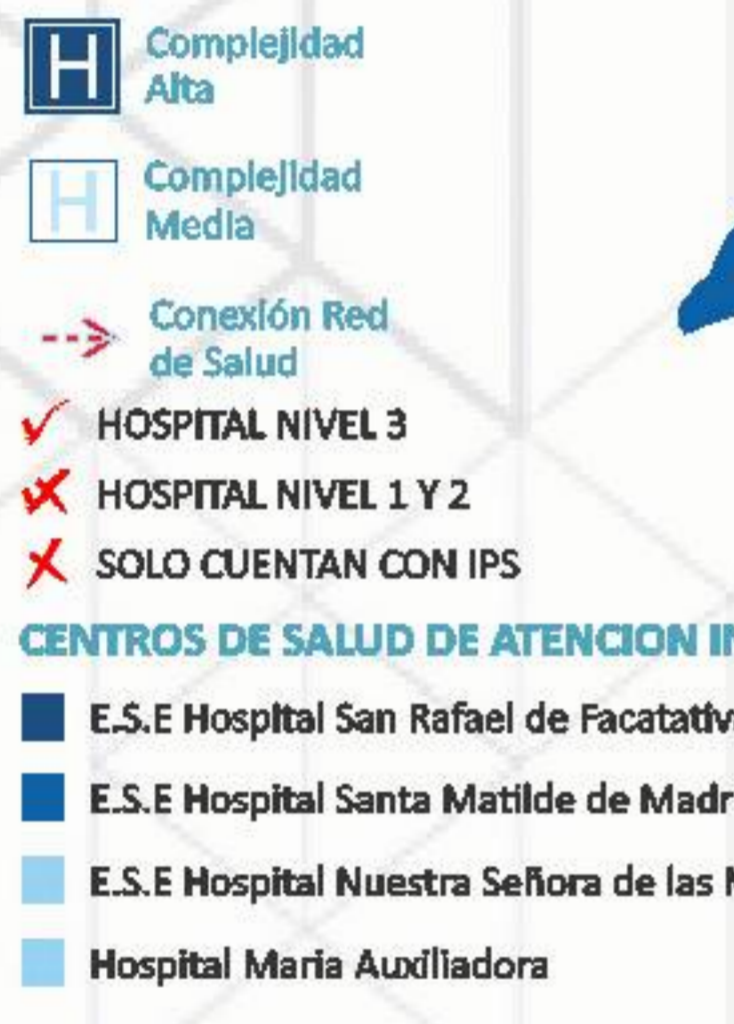 H Complejidad
Alta
H Complejidad
Media
Conexión Red
de Salud
HOSPITAL NIVEL 3
HOSPITAL NIVEL 1 Y 2
SOLO CUENTAN CON IPS
CENTROS DE SALUD DE ATENCION
E.S.E Hospital San Rafael de
E.S.E Hospital Santa Matilde de
E.S.E Hospital Nuestra Señora de las
Hospital Maria Auxiliadora